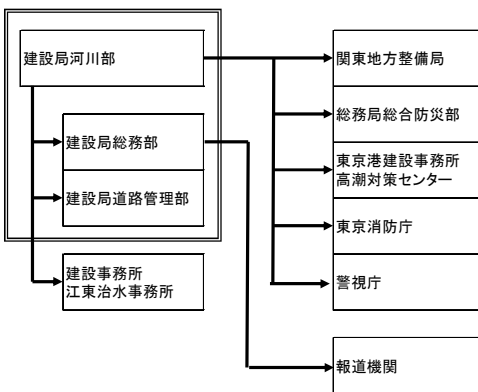 建設局河川部
建設局総務部
建設局道路管理部
建設事務所
江東治水事務所
関東地方整備局
総務局総合防災部
東京港建設事務所
高潮対策センター
東京消防庁
警視庁
報道機関